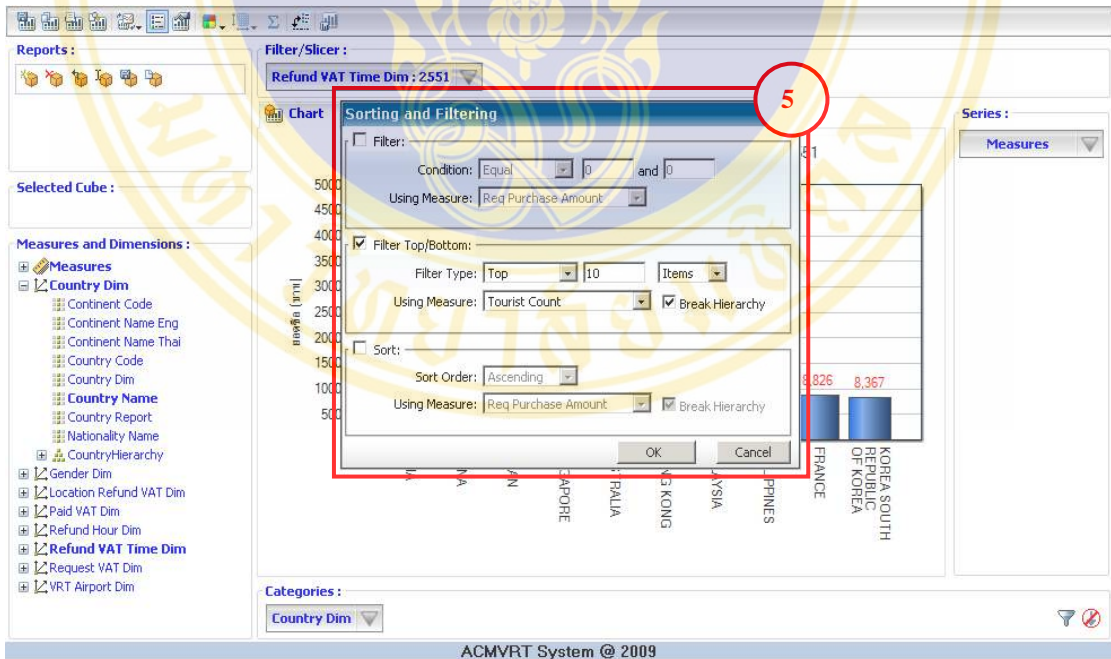 Reports :
Selected Cube :
Measures and Dimensions :
Measures
Country Dim
Continent Code
Continent Name Eng
Continent Name Thai
Country Code
Country Dim
Country Name
Country Report
Nationality Name
CountryHierarchy
Gender Dim
Location Refund VAT Dim
Paid VAT Dim
Refund Hour Dim
Refund VAT Time Dim
Request VAT Dim
VRT Airport Dim
Filter/Slicer :
Refund VAT Time Dim : 2551
Chart
5
Sorting and Filtering
Filter:
Condition: Equal 0 and 0
Using Measure: Req Purchase Amount
Filter Top/Bottom:
Filter Type: Top 10 Items
Using Measure: Tourist Count
Break Hierarchy
Sort:
Sort Order: Ascending
Using Measure: Req Purchase Amount
Break Hierarchy
OK Cancel
8,367
FRANCE
KOREA SOUTH
REPUBLIC
OF KOREA
Series :
Measures
Categories :
Country Dim
ACMVRT System @ 2009